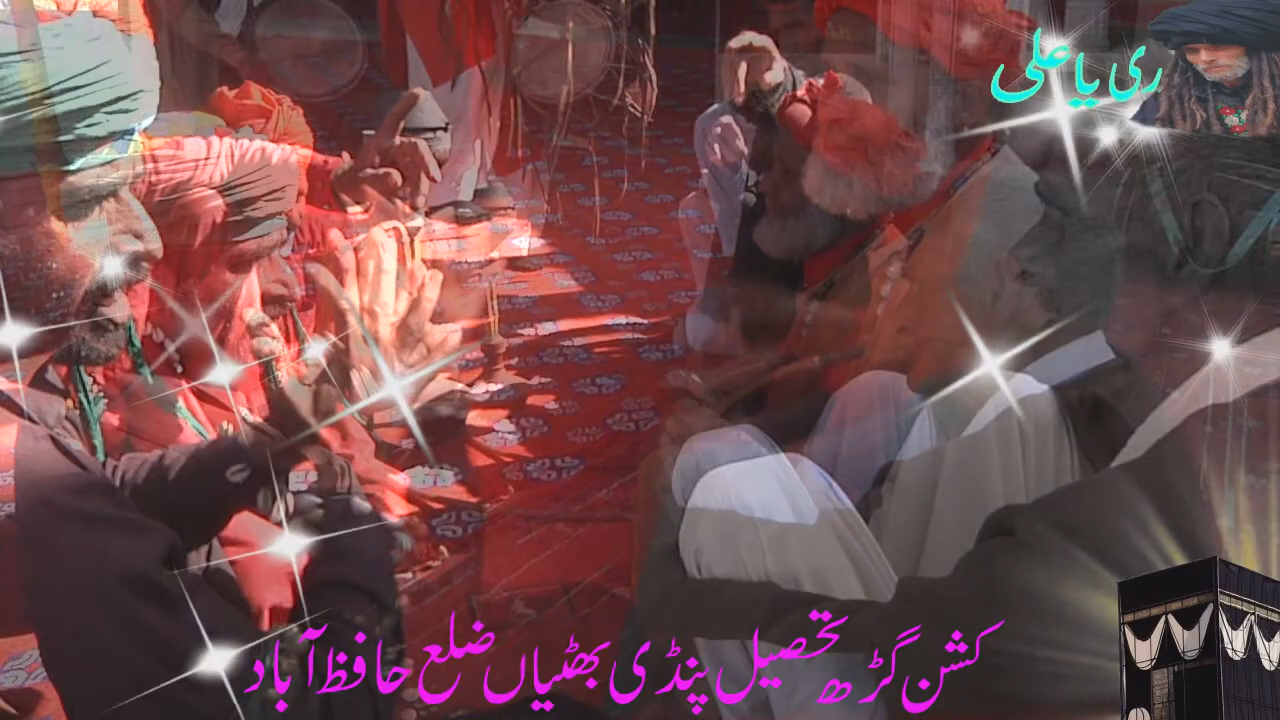 ری یا علی
کشن گڑھ تحصیل پنڈی بھٹیاں ضلع حافظ آباد